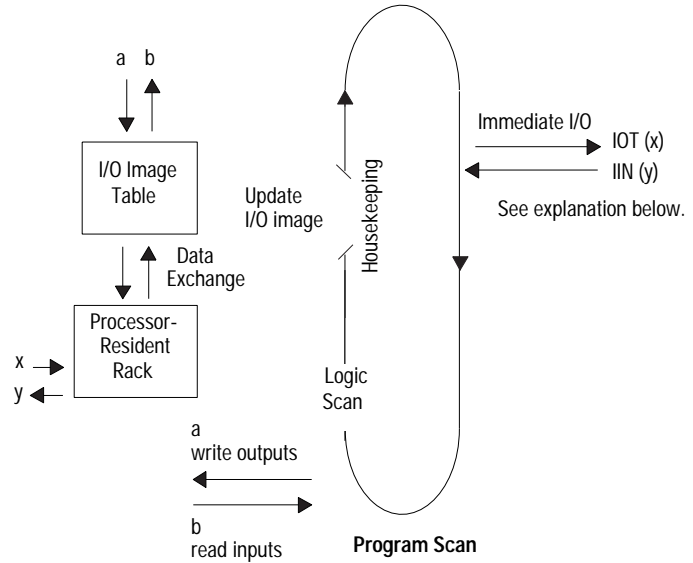 a b
I/O Image
Table
Data
Exchange
Processor-
Resident
Rack
x
y
Update
I/O image
Housekeeping
Logic
Scan
a
write outputs
b
read inputs
Program Scan
Immediate I/O
IOT (x)
IIN (y)
See explanation below.